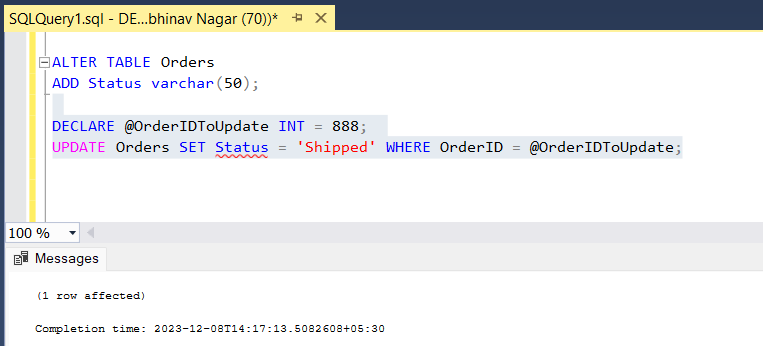 SQLQuery1.sql - DE...bhinav Nagar (70))*
ALTER TABLE Orders
ADD Status varchar(50);
DECLARE @OrderIDToUpdate INT = 888;
UPDATE Orders SET Status = 'Shipped' WHERE OrderID = @OrderIDToUpdate;
100 %
Messages
(1 row affected)
Completion time: 2023-12-08T14:17:13.5082608+05:30